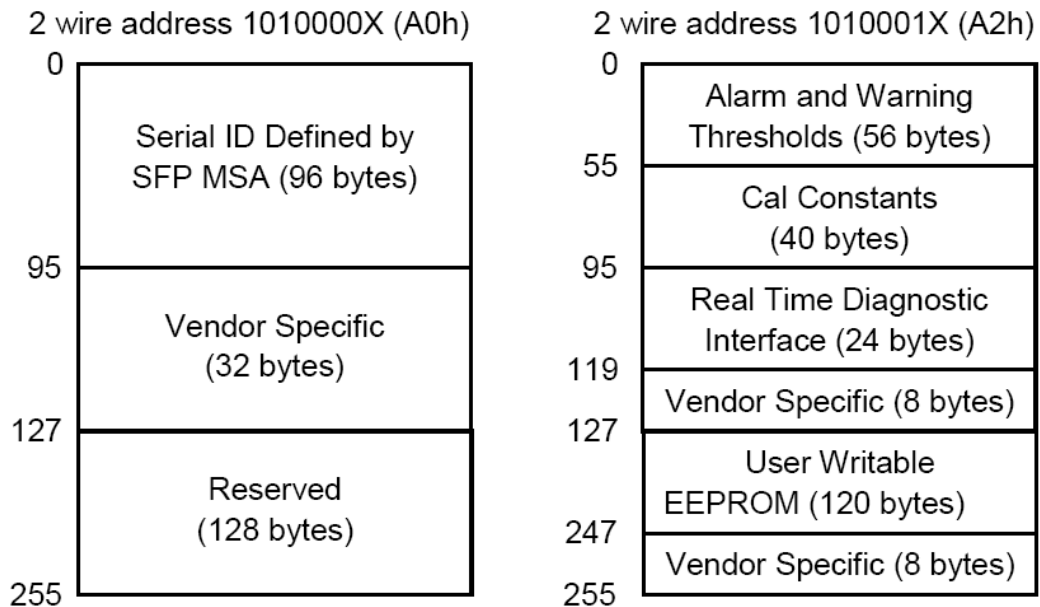 2 wire address 1010000X (A0h)
0
Serial ID Defined by
SFP MSA (96 bytes)
95
Vendor Specific
(32 bytes)
127
Reserved
(128 bytes)
255
2 wire address 1010001X (A2h)
0
Alarm and Warning
Thresholds (56 bytes)
55
Cal Constants
(40 bytes)
95
Real Time Diagnostic
Interface (24 bytes)
119
Vendor Specific (8 bytes)
127
User Writable
EEPROM (120 bytes)
247
Vendor Specific (8 bytes)
255